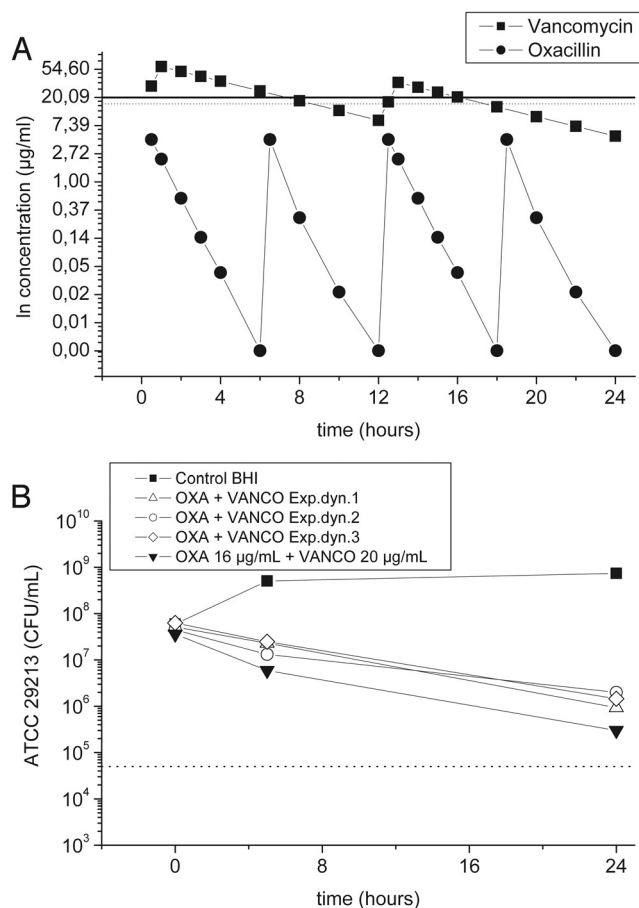 Vancomycin
Oxacillin
A
54,60
20,09
7,39
2,72
1,00
0,37
0,14
0,05
0,02
0,01
0,00
ln concentration (µg/ml)
0 4 8 12 16 20 24
time (hours)
B
Control BHI
OXA + VANCO Exp.dyn.1
OXA + VANCO Exp.dyn.2
OXA + VANCO Exp.dyn.3
OXA 16 µg/mL + VANCO 20 µg/mL
10¹⁰
10⁹
10⁸
10⁷
10⁶
10⁵
10⁴
10³
ATCC 29213 (CFU/mL)
0 8 16 24
time (hours)